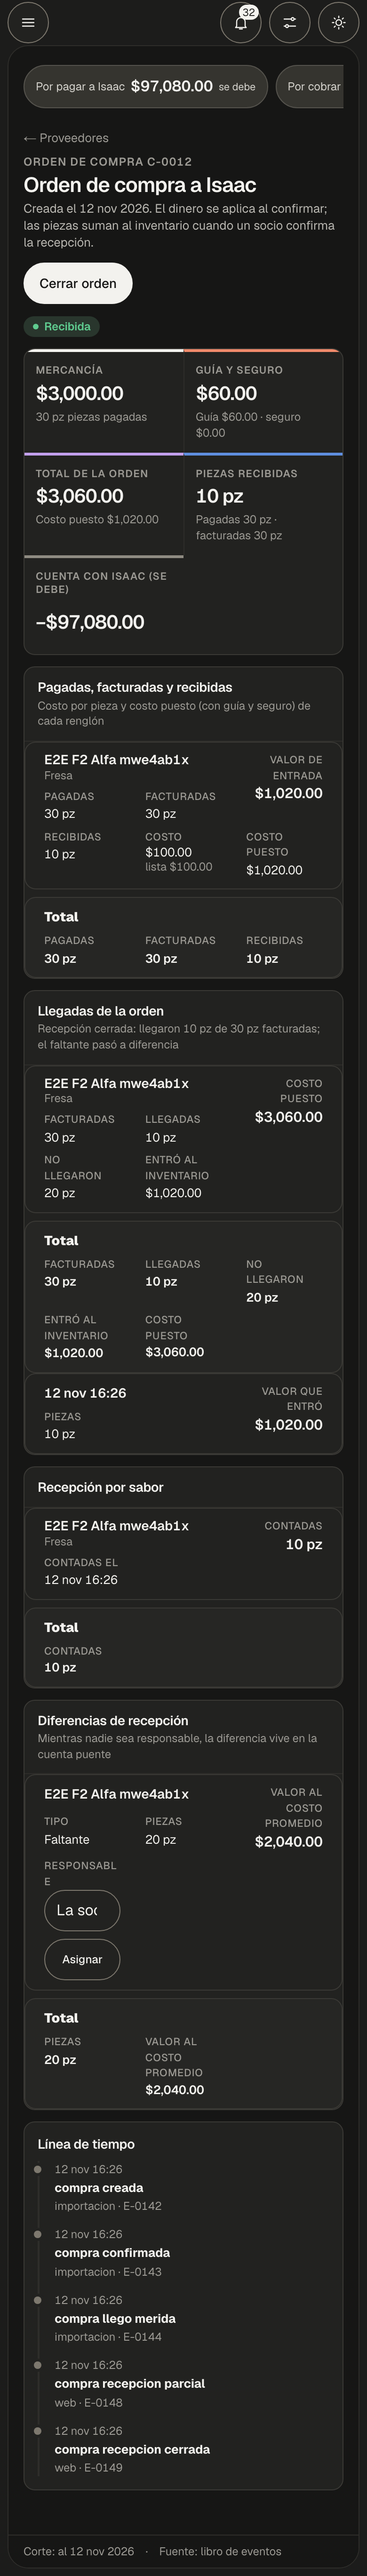 32
Por pagar a Isaac $97,080.00 se debe
Por cobrar
← Proveedores
ORDEN DE COMPRA C-0012
Orden de compra a Isaac
Creada el 12 nov 2026. El dinero se aplica al confirmar;
las piezas suman al inventario cuando un socio confirma
la recepción.
Cerrar orden
Recibida
MERCANCÍA
$3,000.00
30 pz piezas pagadas
GUÍA Y SEGURO
$60.00
Guía $60.00 · seguro
$0.00
TOTAL DE LA ORDEN
$3,060.00
Costo puesto $1,020.00
PIEZAS RECIBIDAS
10 pz
Pagadas 30 pz ·
facturadas 30 pz
CUENTA CON ISAAC (SE
DEBE)
−$97,080.00
Pagadas, facturadas y recibidas
Costo por pieza y costo puesto (con guía y seguro) de
cada renglón
E2E F2 Alfa mwe4ab1x
Fresa
VALOR DE
ENTRADA
$1,020.00
PAGADAS
30 pz
FACTURADAS
30 pz
RECIBIDAS
10 pz
COSTO
$100.00
lista $100.00
COSTO
PUESTO
$1,020.00
Total
PAGADAS
30 pz
FACTURADAS
30 pz
RECIBIDAS
10 pz
Llegadas de la orden
Recepción cerrada: llegaron 10 pz de 30 pz facturadas;
el faltante pasó a diferencia
E2E F2 Alfa mwe4ab1x
Fresa
COSTO
PUESTO
$3,060.00
FACTURADAS
30 pz
LLEGADAS
10 pz
NO
LLEGARON
20 pz
ENTRÓ AL
INVENTARIO
$1,020.00
Total
FACTURADAS
30 pz
LLEGADAS
10 pz
NO
LLEGARON
20 pz
ENTRÓ AL
INVENTARIO
$1,020.00
COSTO
PUESTO
$3,060.00
12 nov 16:26
VALOR QUE
ENTRÓ
$1,020.00
PIEZAS
10 pz
Recepción por sabor
E2E F2 Alfa mwe4ab1x
Fresa
CONTADAS
10 pz
CONTADAS EL
12 nov 16:26
Total
CONTADAS
10 pz
Diferencias de recepción
Mientras nadie sea responsable, la diferencia vive en la
cuenta puente
E2E F2 Alfa mwe4ab1x
VALOR AL
COSTO
PROMEDIO
$2,040.00
TIPO
Faltante
PIEZAS
20 pz
RESPONSABL
E
La soc
Asignar
Total
PIEZAS
20 pz
VALOR AL
COSTO
PROMEDIO
$2,040.00
Línea de tiempo
12 nov 16:26
compra creada
importacion · E-0142
12 nov 16:26
compra confirmada
importacion · E-0143
12 nov 16:26
compra llego merida
importacion · E-0144
12 nov 16:26
compra recepcion parcial
web · E-0148
12 nov 16:26
compra recepcion cerrada
web · E-0149
Corte: al 12 nov 2026 · Fuente: libro de eventos